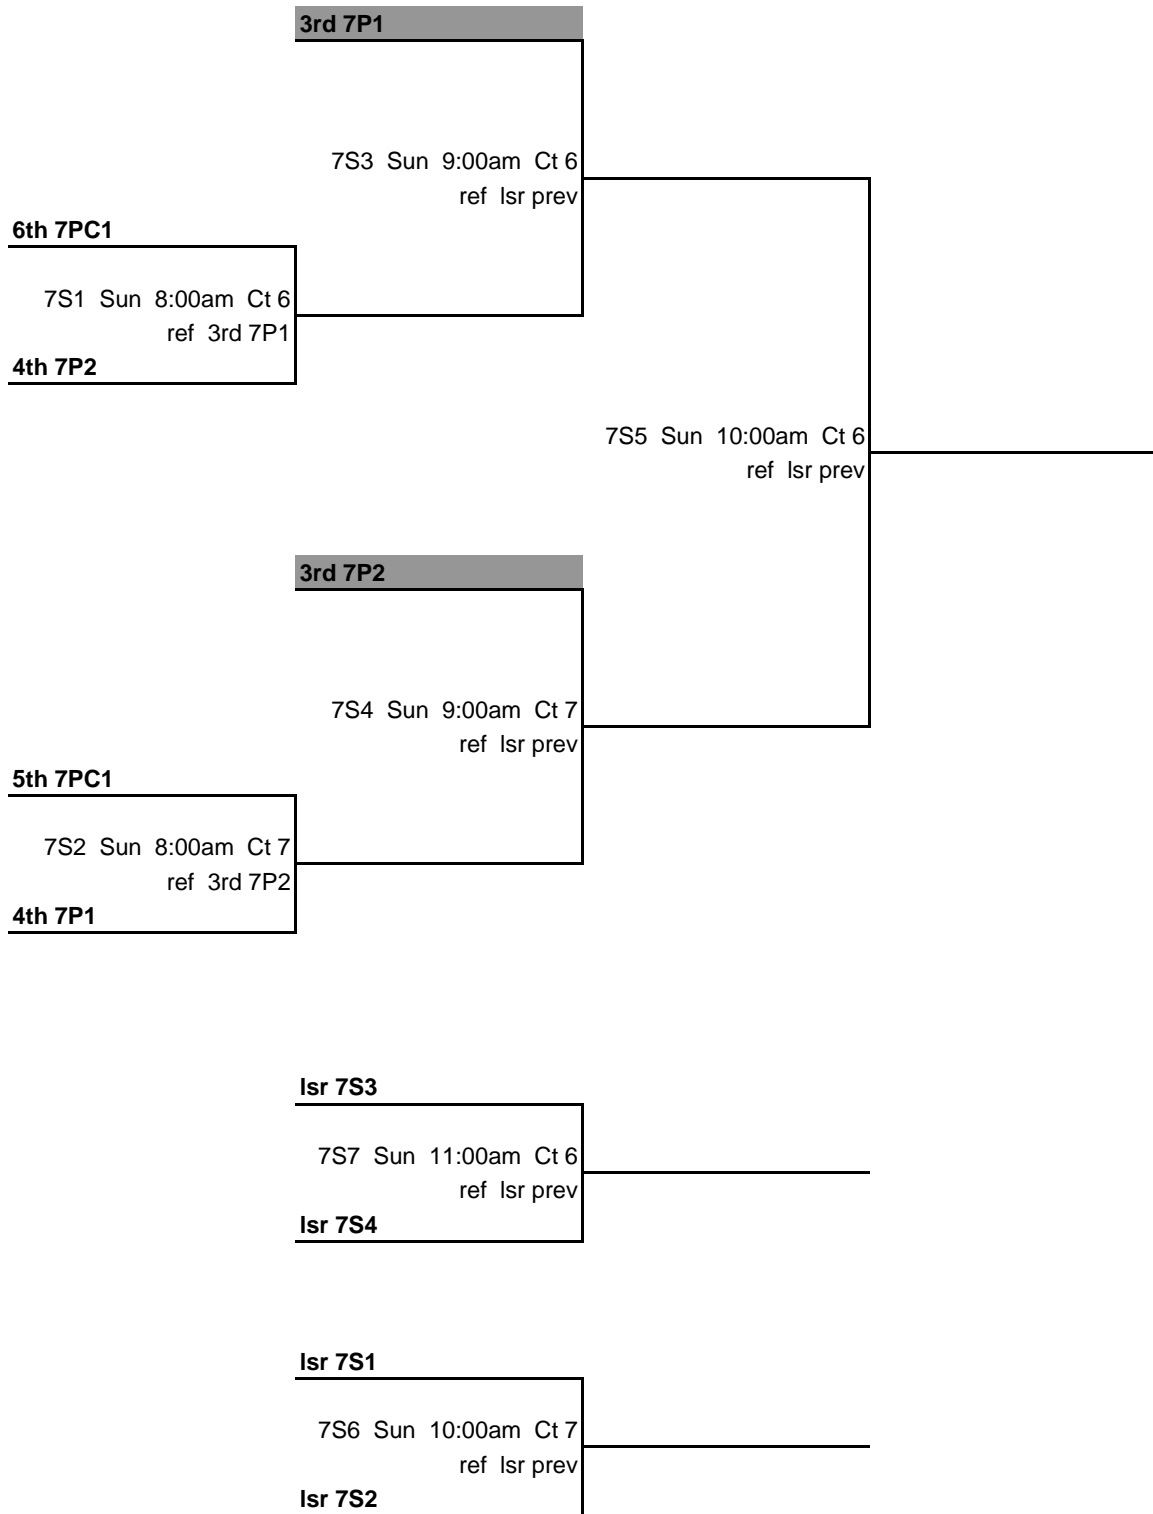 3rd 7P1
7S3 Sun 9:00am Ct 6
ref lsr prev
6th 7PC1
7S1 Sun 8:00am Ct 6
ref 3rd 7P1
4th 7P2
7S5 Sun 10:00am Ct 6
ref lsr prev
3rd 7P2
7S4 Sun 9:00am Ct 7
ref lsr prev
5th 7PC1
7S2 Sun 8:00am Ct 7
ref 3rd 7P2
4th 7P1
lsr 7S3
7S7 Sun 11:00am Ct 6
ref lsr prev
lsr 7S4
lsr 7S1
7S6 Sun 10:00am Ct 7
ref lsr prev
lsr 7S2